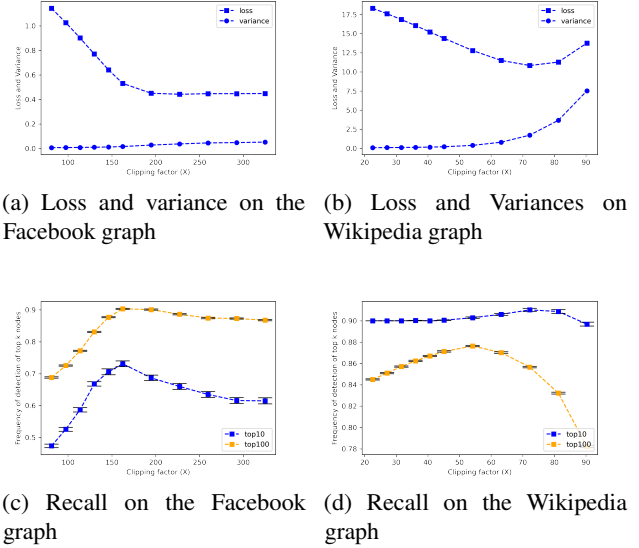 loss
variance
1.0
0.8
0.6
0.4
0.2
0.0
Loss and Variance
100 150 200 250 300
Clipping factor (X)
loss
variance
17.5
15.0
12.5
10.0
7.5
5.0
2.5
0.0
Loss and Variance
20 30 40 50 60 70 80 90
Clipping factor (X)
(a) Loss and variance on the
Facebook graph
(b) Loss and Variances on
Wikipedia graph
0.9
0.8
0.7
0.6
0.5
Frequency of detection of top k nodes
top10
top100
100 150 200 250 300
Clipping factor (X)
0.90
0.88
0.86
0.84
0.82
0.80
0.78
Frequency of detection of top k nodes
top10
top100
20 30 40 50 60 70 80 90
Clipping factor (X)
(c) Recall on the Facebook
graph
(d) Recall on the Wikipedia
graph